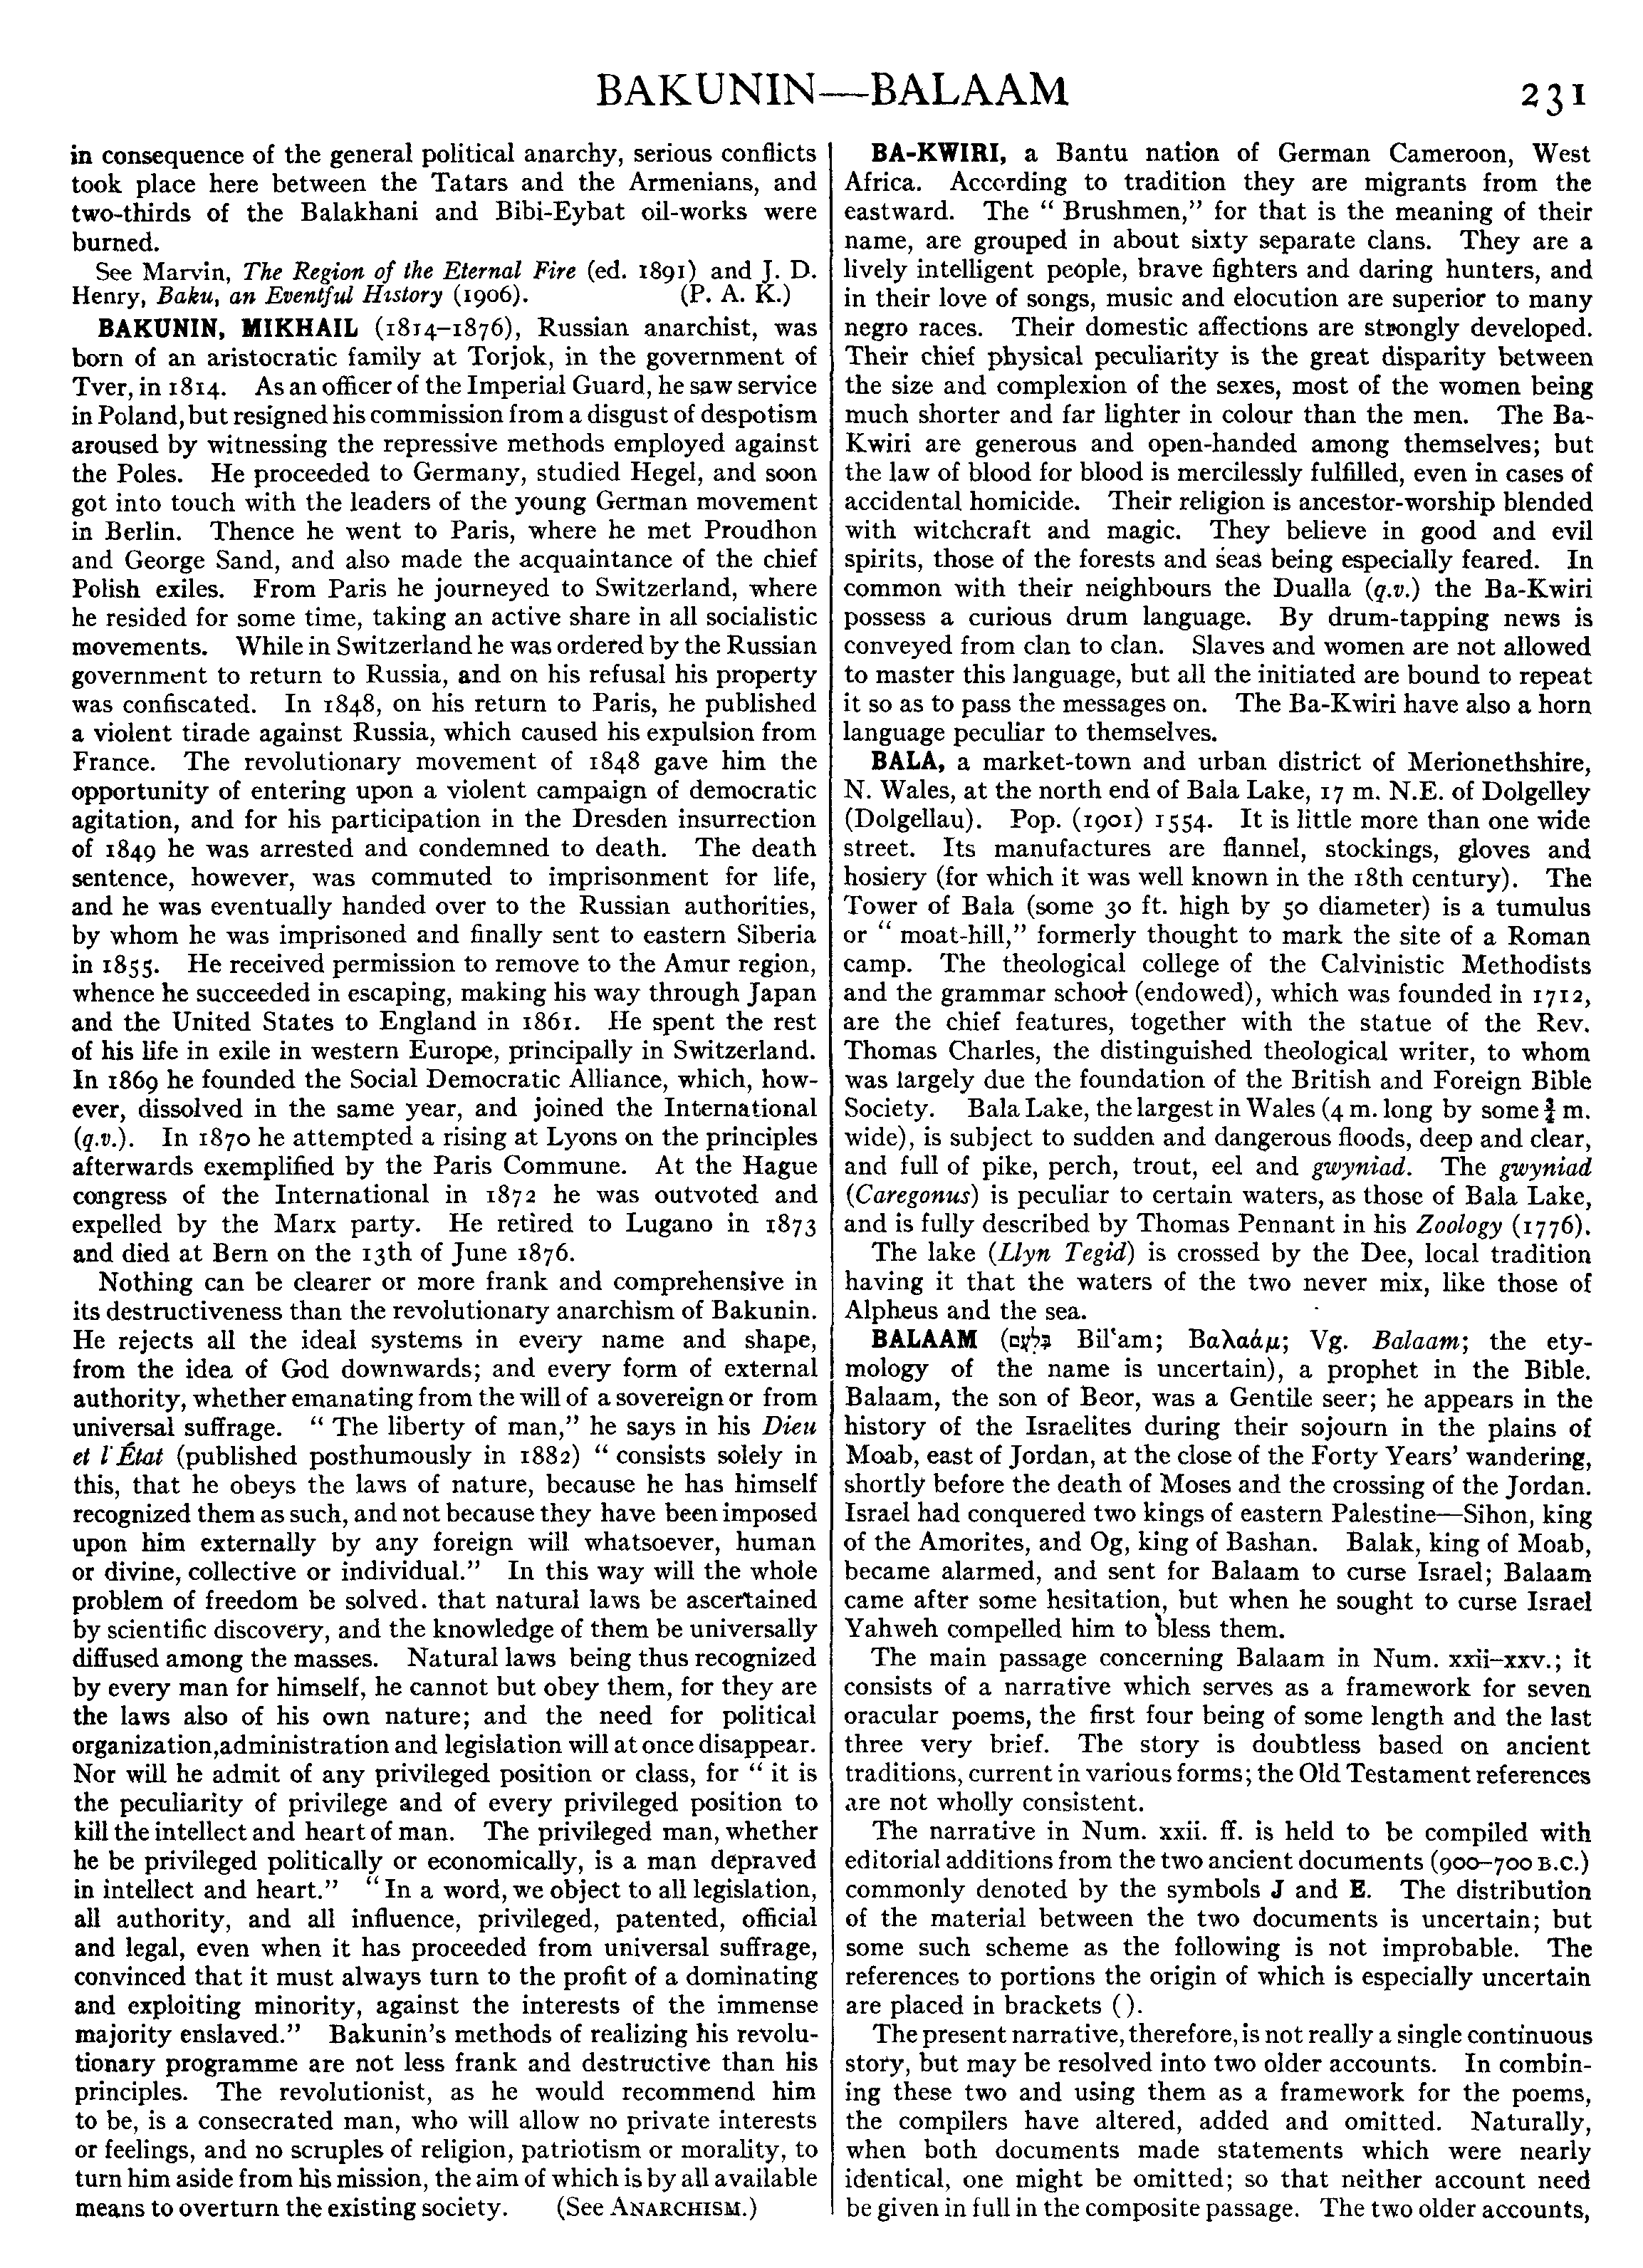 BAKUNIN—BALAAM
231
in consequence of the general political anarchy, serious conflicts
took place here between the Tatars and the Armenians, and
two-thirds of the Balakhani and Bibi-Eybat oil-works were
burned.
See Marvin, The Region of the Eternal Fire (ed. 1891) and J. D.
Henry, Baku, an Eventful History (1906). (P. A. K.)
BAKUNIN, MIKHAIL (1814–1876), Russian anarchist, was
born of an aristocratic family at Torjok, in the government of
Tver, in 1814. As an officer of the Imperial Guard, he saw service
in Poland, but resigned his commission from a disgust of despotism
aroused by witnessing the repressive methods employed against
the Poles. He proceeded to Germany, studied Hegel, and soon
got into touch with the leaders of the young German movement
in Berlin. Thence he went to Paris, where he met Proudhon
and George Sand, and also made the acquaintance of the chief
Polish exiles. From Paris he journeyed to Switzerland, where
he resided for some time, taking an active share in all socialistic
movements. While in Switzerland he was ordered by the Russian
government to return to Russia, and on his refusal his property
was confiscated. In 1848, on his return to Paris, he published
a violent tirade against Russia, which caused his expulsion from
France. The revolutionary movement of 1848 gave him the
opportunity of entering upon a violent campaign of democratic
agitation, and for his participation in the Dresden insurrection
of 1849 he was arrested and condemned to death. The death
sentence, however, was commuted to imprisonment for life,
and he was eventually handed over to the Russian authorities,
by whom he was imprisoned and finally sent to eastern Siberia
in 1855. He received permission to remove to the Amur region,
whence he succeeded in escaping, making his way through Japan
and the United States to England in 1861. He spent the rest
of his life in exile in western Europe, principally in Switzerland.
In 1869 he founded the Social Democratic Alliance, which, how-
ever, dissolved in the same year, and joined the International
(q.v.). In 1870 he attempted a rising at Lyons on the principles
afterwards exemplified by the Paris Commune. At the Hague
congress of the International in 1872 he was outvoted and
expelled by the Marx party. He retired to Lugano in 1873
and died at Bern on the 13th of June 1876.
Nothing can be clearer or more frank and comprehensive in
its destructiveness than the revolutionary anarchism of Bakunin.
He rejects all the ideal systems in every name and shape,
from the idea of God downwards; and every form of external
authority, whether emanating from the will of a sovereign or from
universal suffrage. “ The liberty of man,” he says in his Dieu
et l'État (published posthumously in 1882) “ consists solely in
this, that he obeys the laws of nature, because he has himself
recognized them as such, and not because they have been imposed
upon him externally by any foreign will whatsoever, human
or divine, collective or individual.” In this way will the whole
problem of freedom be solved. that natural laws be ascertained
by scientific discovery, and the knowledge of them be universally
diffused among the masses. Natural laws being thus recognized
by every man for himself, he cannot but obey them, for they are
the laws also of his own nature; and the need for political
organization,administration and legislation will at once disappear.
Nor will he admit of any privileged position or class, for “ it is
the peculiarity of privilege and of every privileged position to
kill the intellect and heart of man. The privileged man, whether
he be privileged politically or economically, is a man depraved
in intellect and heart.” “ In a word, we object to all legislation,
all authority, and all influence, privileged, patented, official
and legal, even when it has proceeded from universal suffrage,
convinced that it must always turn to the profit of a dominating
and exploiting minority, against the interests of the immense
majority enslaved.” Bakunin's methods of realizing his revolu-
tionary programme are not less frank and destructive than his
principles. The revolutionist, as he would recommend him
to be, is a consecrated man, who will allow no private interests
or feelings, and no scruples of religion, patriotism or morality, to
turn him aside from his mission, the aim of which is by all available
means to overturn the existing society. (See ANARCHISM.)
BA-KWIRI, a Bantu nation of German Cameroon, West
Africa. According to tradition they are migrants from the
eastward. The “ Brushmen,” for that is the meaning of their
name, are grouped in about sixty separate clans. They are a
lively intelligent people, brave fighters and daring hunters, and
in their love of songs, music and elocution are superior to many
negro races. Their domestic affections are strongly developed.
Their chief physical peculiarity is the great disparity between
the size and complexion of the sexes, most of the women being
much shorter and far lighter in colour than the men. The Ba-
Kwiri are generous and open-handed among themselves; but
the law of blood for blood is mercilessly fulfilled, even in cases of
accidental homicide. Their religion is ancestor-worship blended
with witchcraft and magic. They believe in good and evil
spirits, those of the forests and seas being especially feared. In
common with their neighbours the Dualla (q.v.) the Ba-Kwiri
possess a curious drum language. By drum-tapping news is
conveyed from clan to clan. Slaves and women are not allowed
to master this language, but all the initiated are bound to repeat
it so as to pass the messages on. The Ba-Kwiri have also a horn
language peculiar to themselves.
BALA, a market-town and urban district of Merionethshire,
N. Wales, at the north end of Bala Lake, 17 m. N.E. of Dolgelley
(Dolgellau). Pop. (1901) 1554. It is little more than one wide
street. Its manufactures are flannel, stockings, gloves and
hosiery (for which it was well known in the 18th century). The
Tower of Bala (some 30 ft. high by 50 diameter) is a tumulus
or “ moat-hill,” formerly thought to mark the site of a Roman
camp. The theological college of the Calvinistic Methodists
and the grammar school (endowed), which was founded in 1712,
are the chief features, together with the statue of the Rev.
Thomas Charles, the distinguished theological writer, to whom
was largely due the foundation of the British and Foreign Bible
Society. Bala Lake, the largest in Wales (4 m. long by some ¾ m.
wide), is subject to sudden and dangerous floods, deep and clear,
and full of pike, perch, trout, eel and gwyniad. The gwyniad
(Caregonus) is peculiar to certain waters, as those of Bala Lake,
and is fully described by Thomas Pennant in his Zoology (1776).
The lake (Llyn Tegid) is crossed by the Dee, local tradition
having it that the waters of the two never mix, like those of
Alpheus and the sea.
BALAAM (בִּלְעָם Bil‘am; Βαλαάμ; Vg. Balaam; the ety-
mology of the name is uncertain), a prophet in the Bible.
Balaam, the son of Beor, was a Gentile seer; he appears in the
history of the Israelites during their sojourn in the plains of
Moab, east of Jordan, at the close of the Forty Years' wandering,
shortly before the death of Moses and the crossing of the Jordan.
Israel had conquered two kings of eastern Palestine—Sihon, king
of the Amorites, and Og, king of Bashan. Balak, king of Moab,
became alarmed, and sent for Balaam to curse Israel; Balaam
came after some hesitation, but when he sought to curse Israel
Yahweh compelled him to bless them.
The main passage concerning Balaam in Num. xxii–xxv.; it
consists of a narrative which serves as a framework for seven
oracular poems, the first four being of some length and the last
three very brief. The story is doubtless based on ancient
traditions, current in various forms; the Old Testament references
are not wholly consistent.
The narrative in Num. xxii. ff. is held to be compiled with
editorial additions from the two ancient documents (900–700 B.C.)
commonly denoted by the symbols J and E. The distribution
of the material between the two documents is uncertain; but
some such scheme as the following is not improbable. The
references to portions the origin of which is especially uncertain
are placed in brackets ().
The present narrative, therefore, is not really a single continuous
story, but may be resolved into two older accounts. In combin-
ing these two and using them as a framework for the poems,
the compilers have altered, added and omitted. Naturally,
when both documents made statements which were nearly
identical, one might be omitted; so that neither account need
be given in full in the composite passage. The two older accounts,